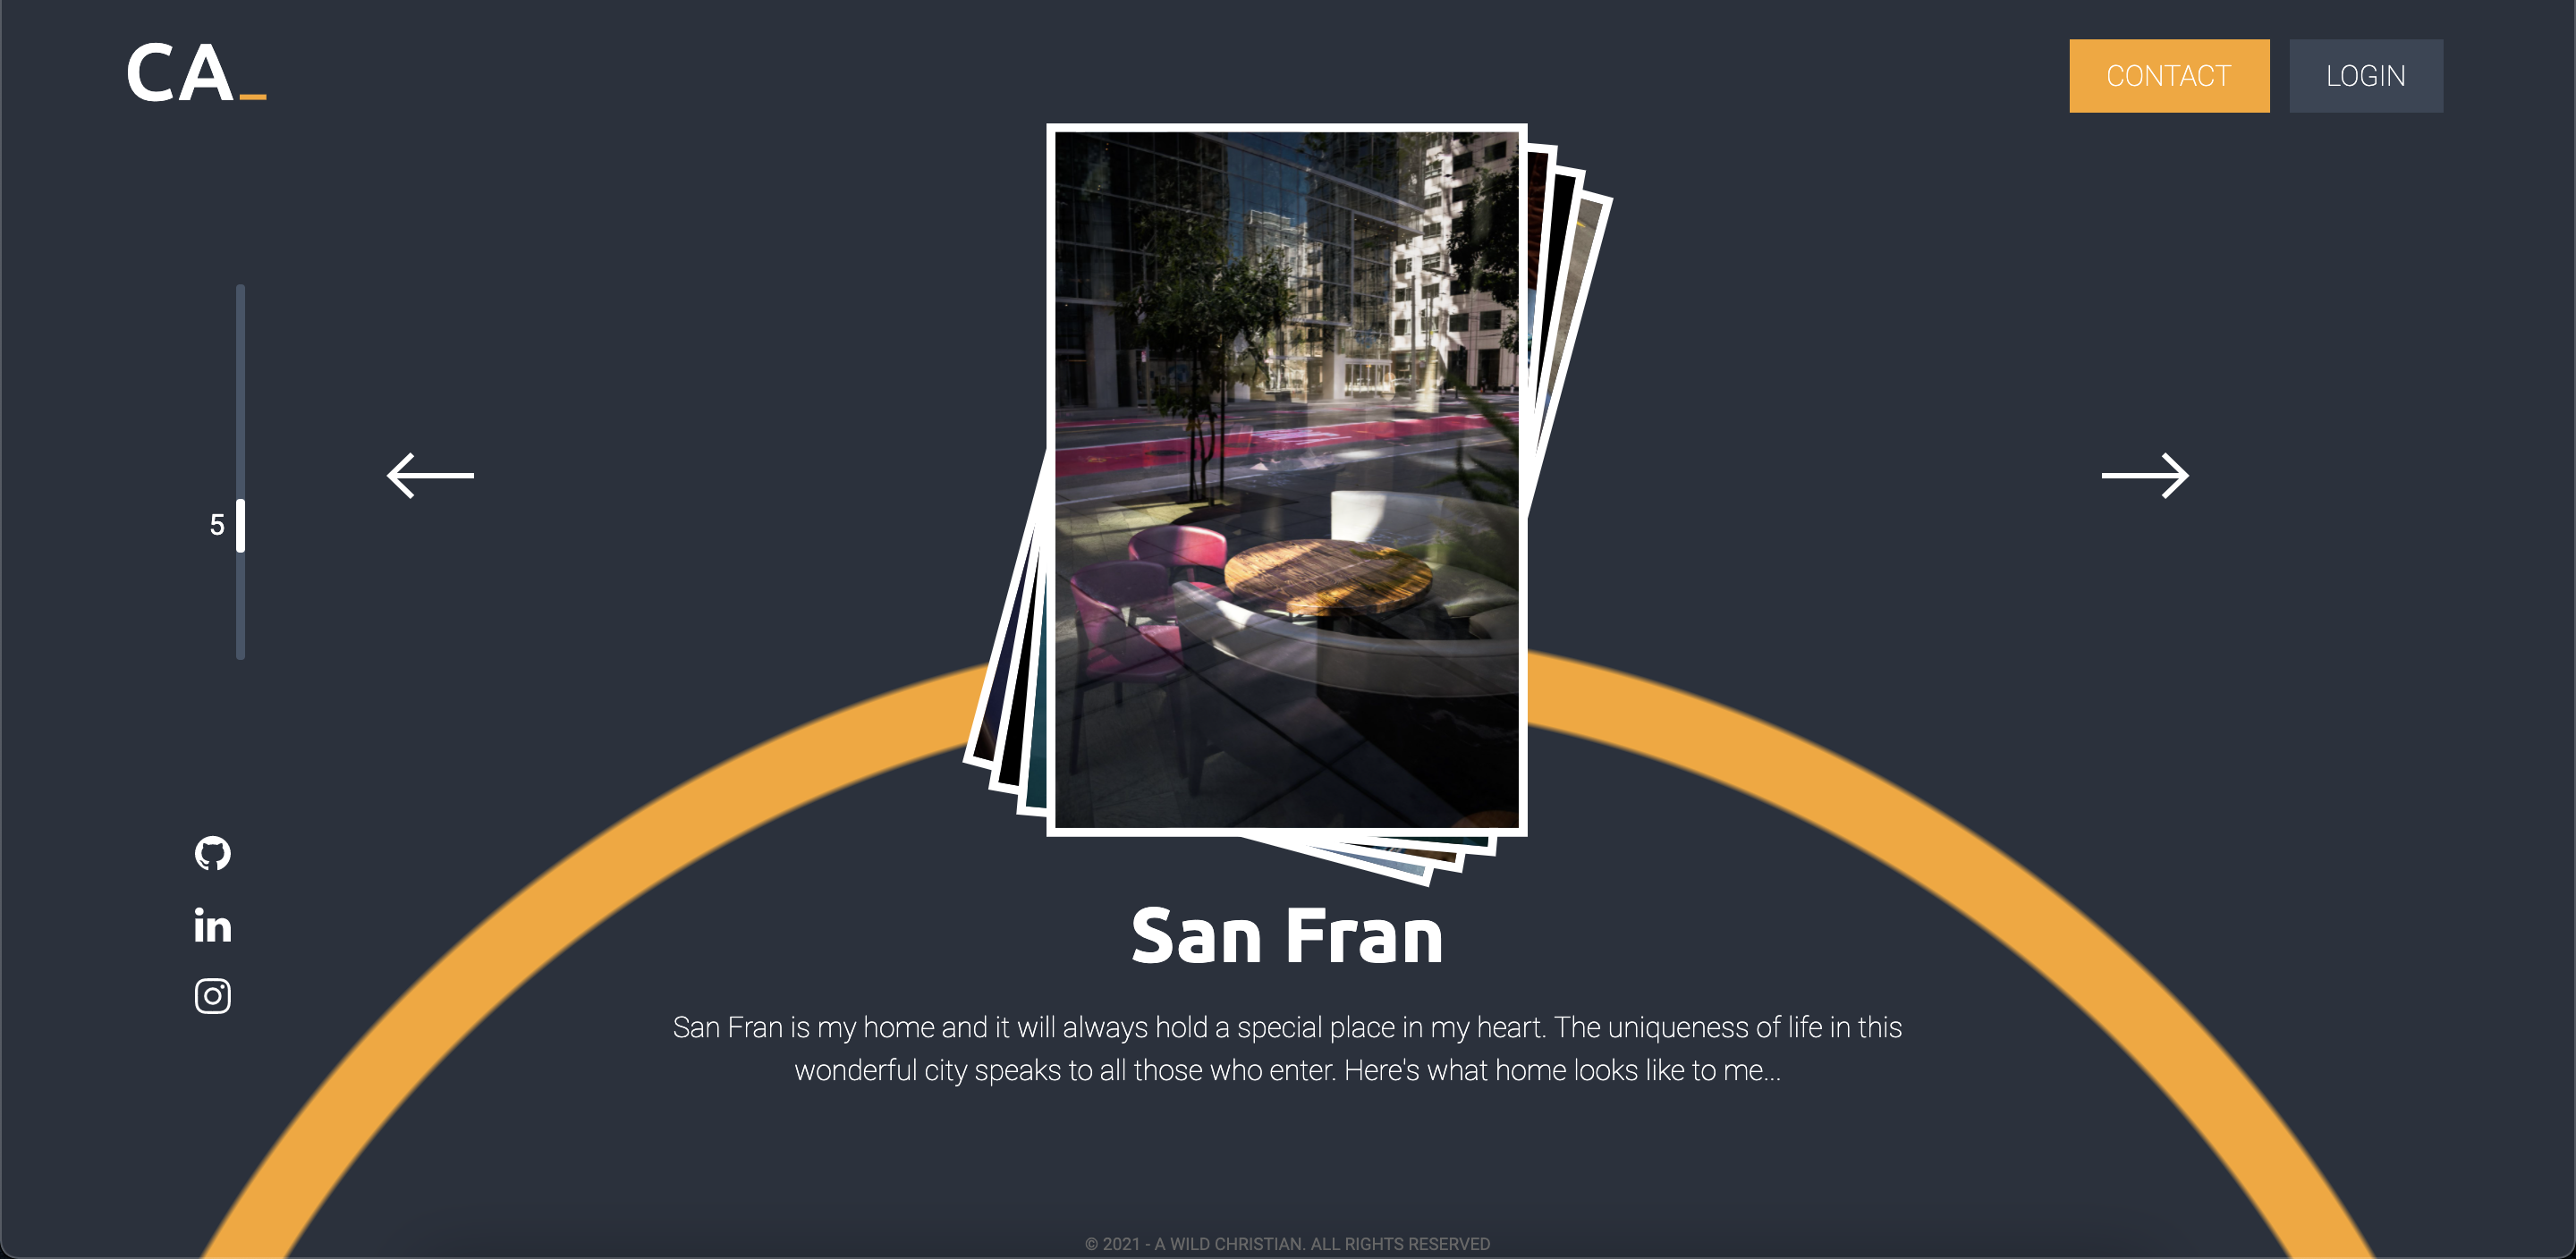 CA_
CONTACT
LOGIN
5
San Fran
San Fran is my home and it will always hold a special place in my heart. The uniqueness of life in this
wonderful city speaks to all those who enter. Here's what home looks like to me...
© 2021 - A WILD CHRISTIAN. ALL RIGHTS RESERVED